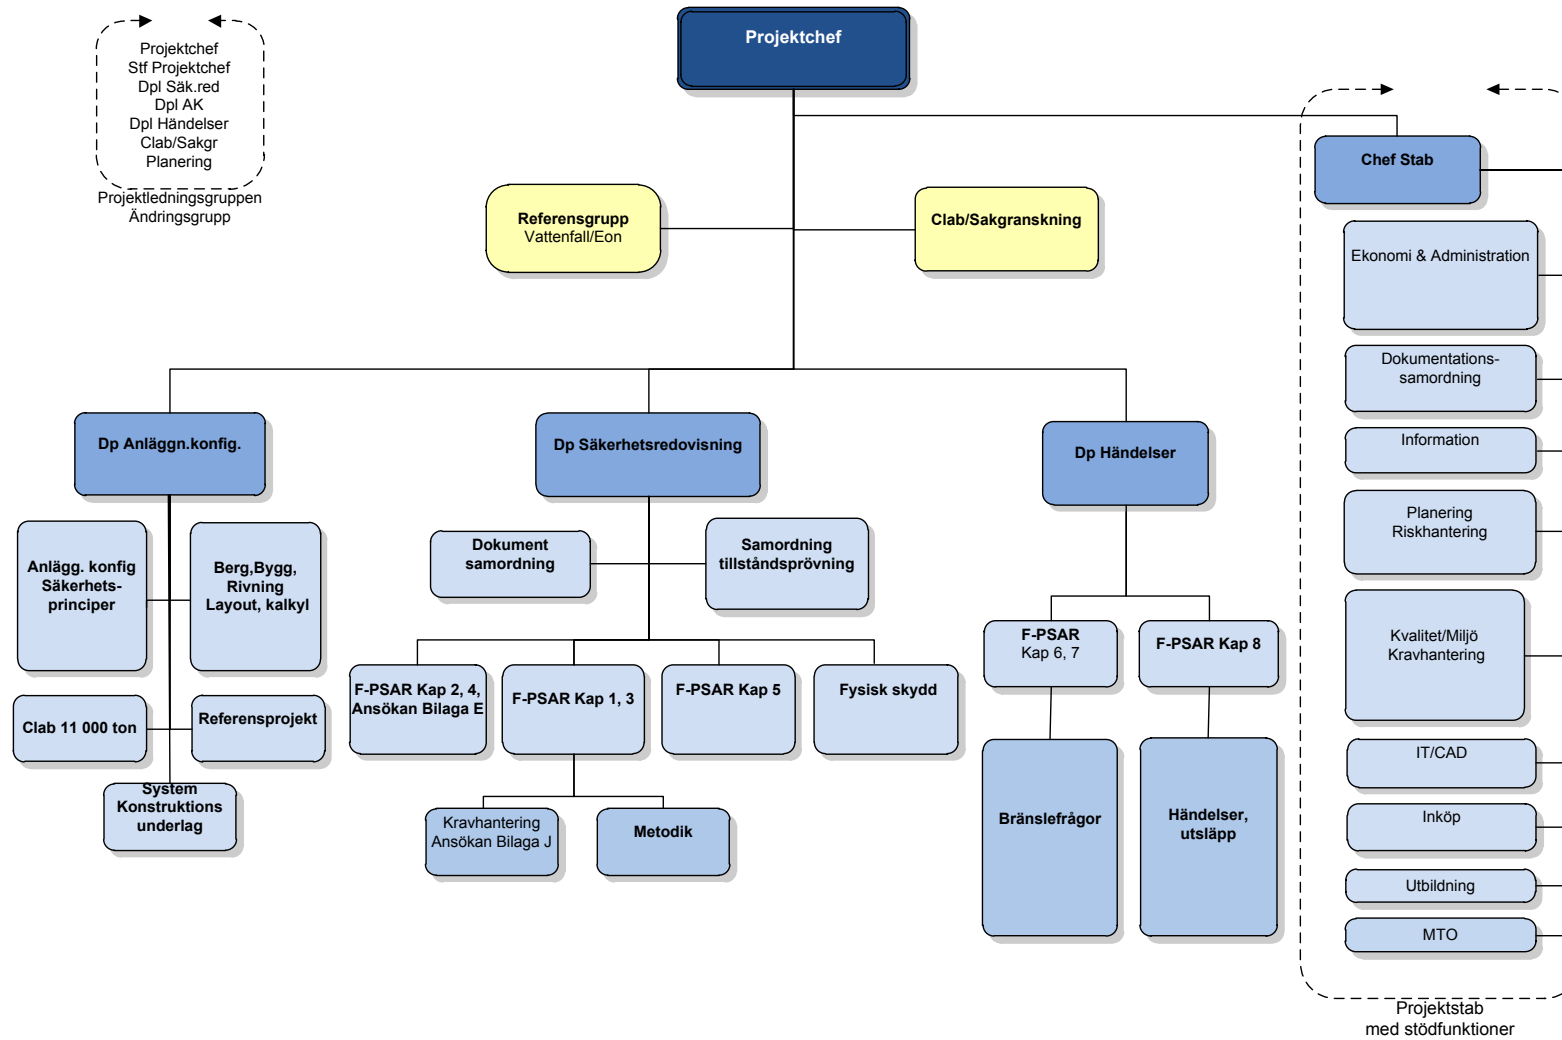 Projektchef
Projektchef
Stf Projektchef
Dpl Säk.red
Dpl AK
Dpl Händelser
Clab/Sakgr
Planering
Projektledningsgruppen
Ändringsgrupp
Referensgrupp
Vattenfall/Eon
Clab/Sakgranskning
Dp Anläggn.konfig.
Anlägg. konfig
Säkerhets-
principer
Berg,Bygg,
Rivning
Layout, kalkyl
Clab 11 000 ton
Referensprojekt
System
Konstruktions
underlag
Dp Säkerhetsredovisning
Dokument
samordning
Samordning
tillståndsprövning
F-PSAR Kap 2, 4,
Ansökan Bilaga E
F-PSAR Kap 1, 3
F-PSAR Kap 5
Fysisk skydd
Kravhantering
Ansökan Bilaga J
Metodik
Dp Händelser
F-PSAR
Kap 6, 7
F-PSAR Kap 8
Bränslefrågor
Händelser,
utsläpp
Chef Stab
Ekonomi & Administration
Dokumentations-
samordning
Information
Planering
Riskhantering
Kvalitet/Miljö
Kravhantering
IT/CAD
Inköp
Utbildning
MTO
Projektstab
med stödfunktioner